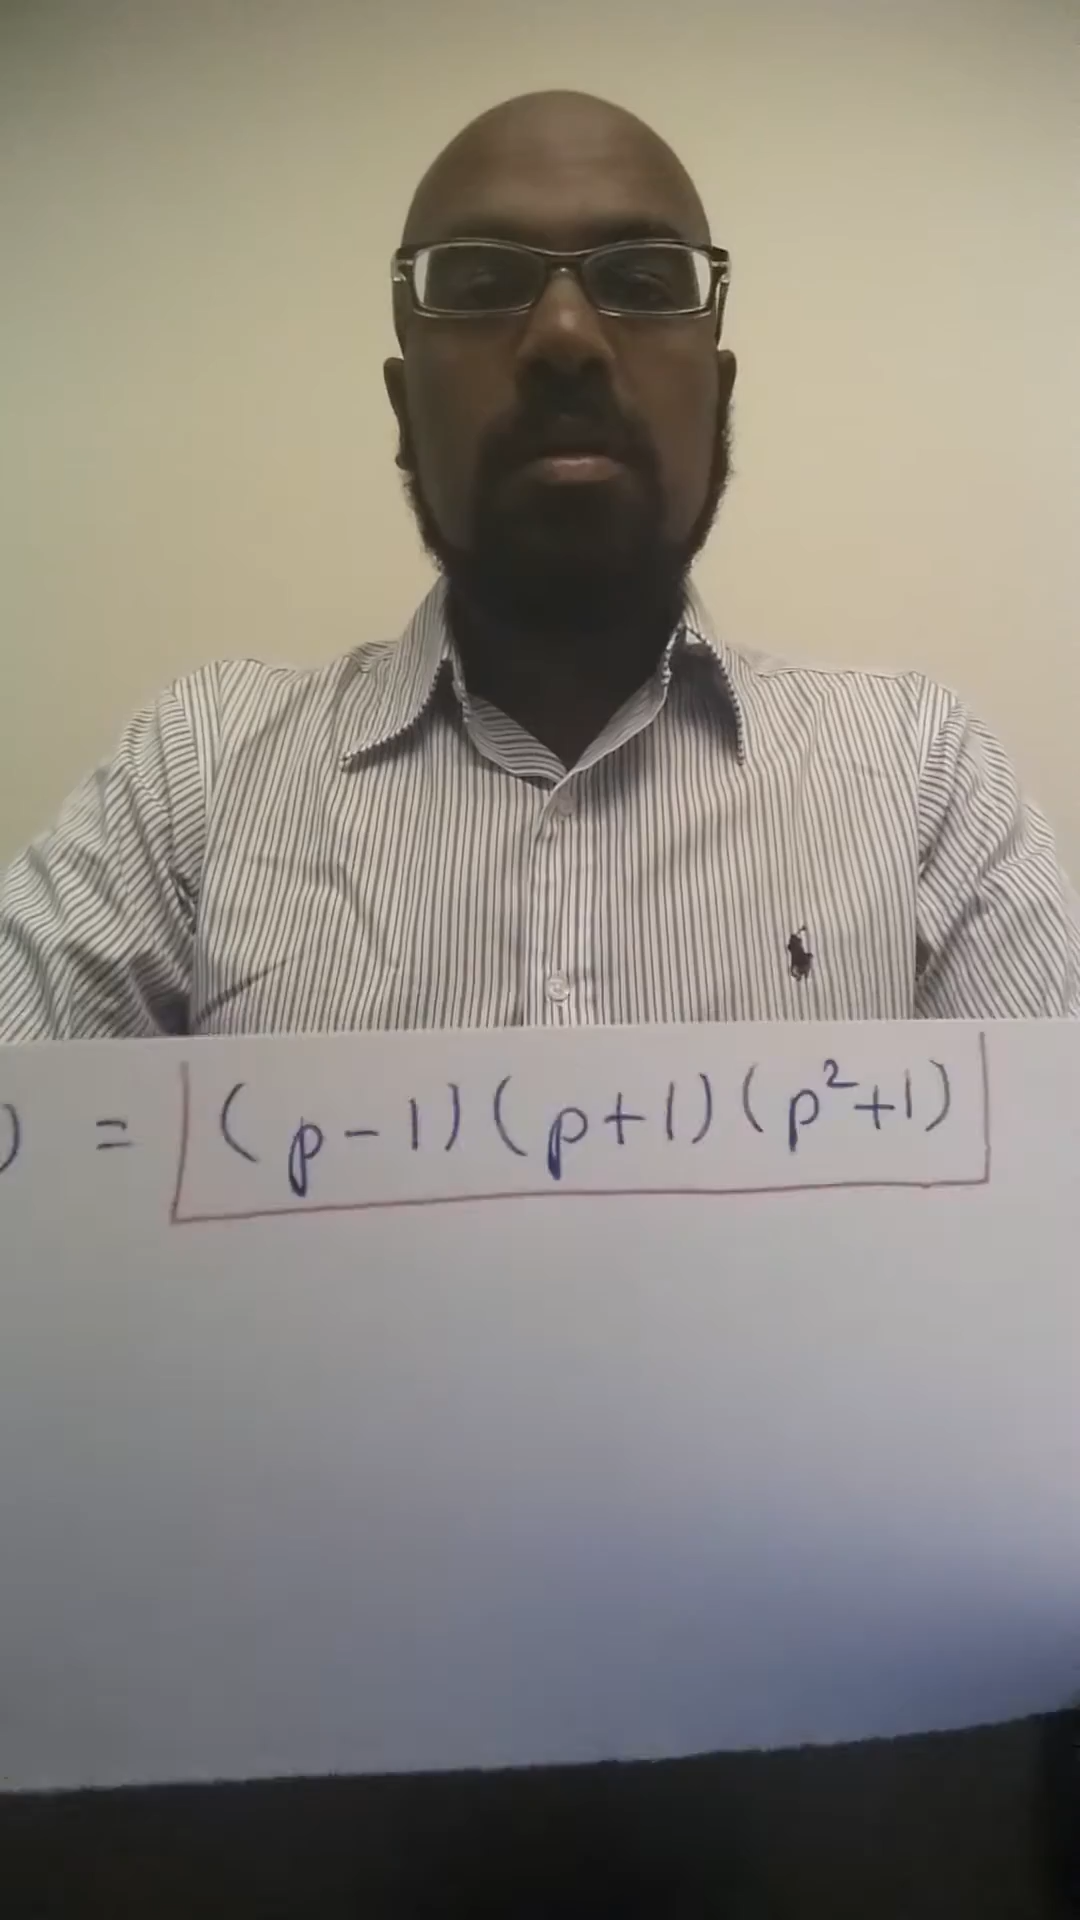 ) = (p-1)(p+1)(p²+1)